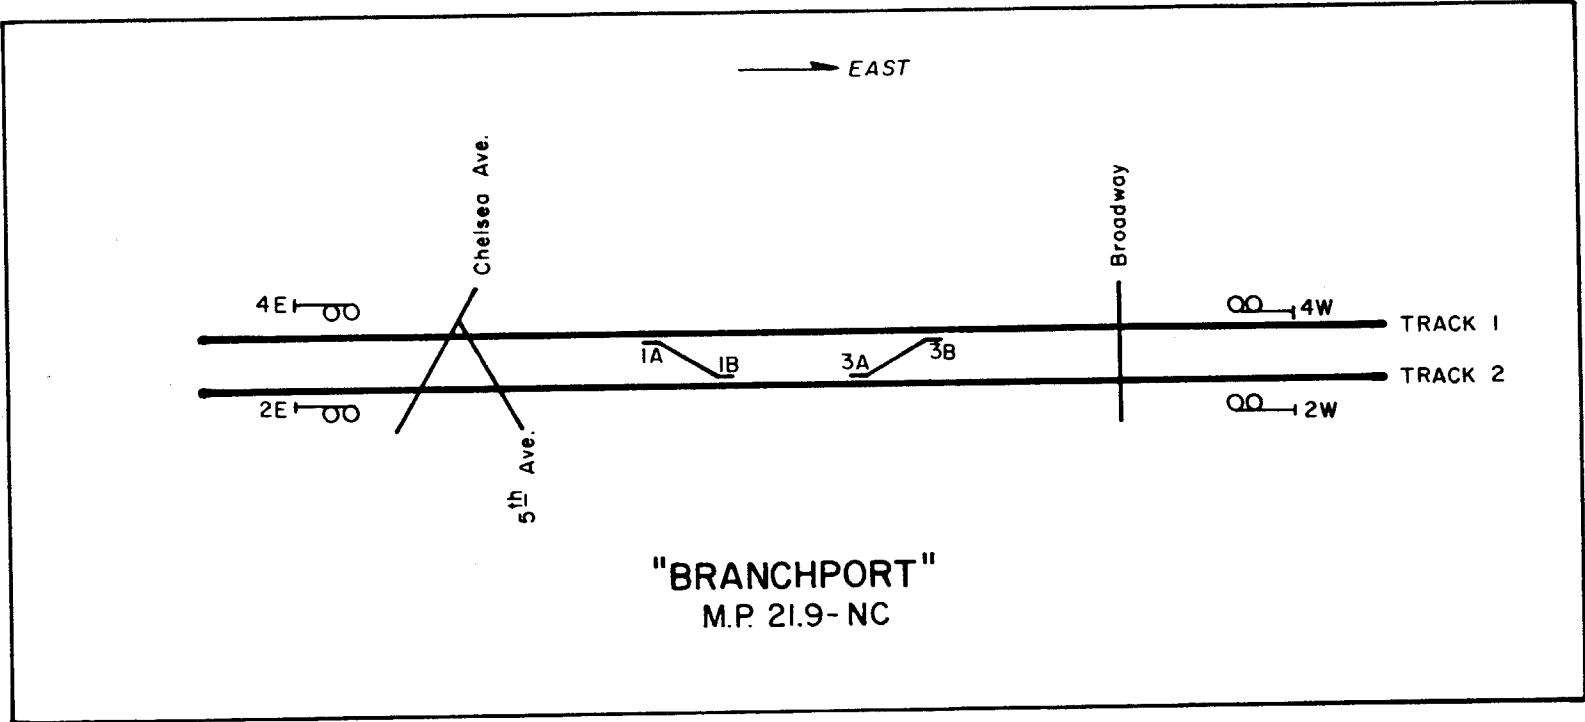 EAST
Chelsea Ave.
Broadway
4E
4W
TRACK 1
1A
1B
3A
3B
TRACK 2
2E
2W
5th Ave.
"BRANCHPORT"
M.P. 21.9-NC